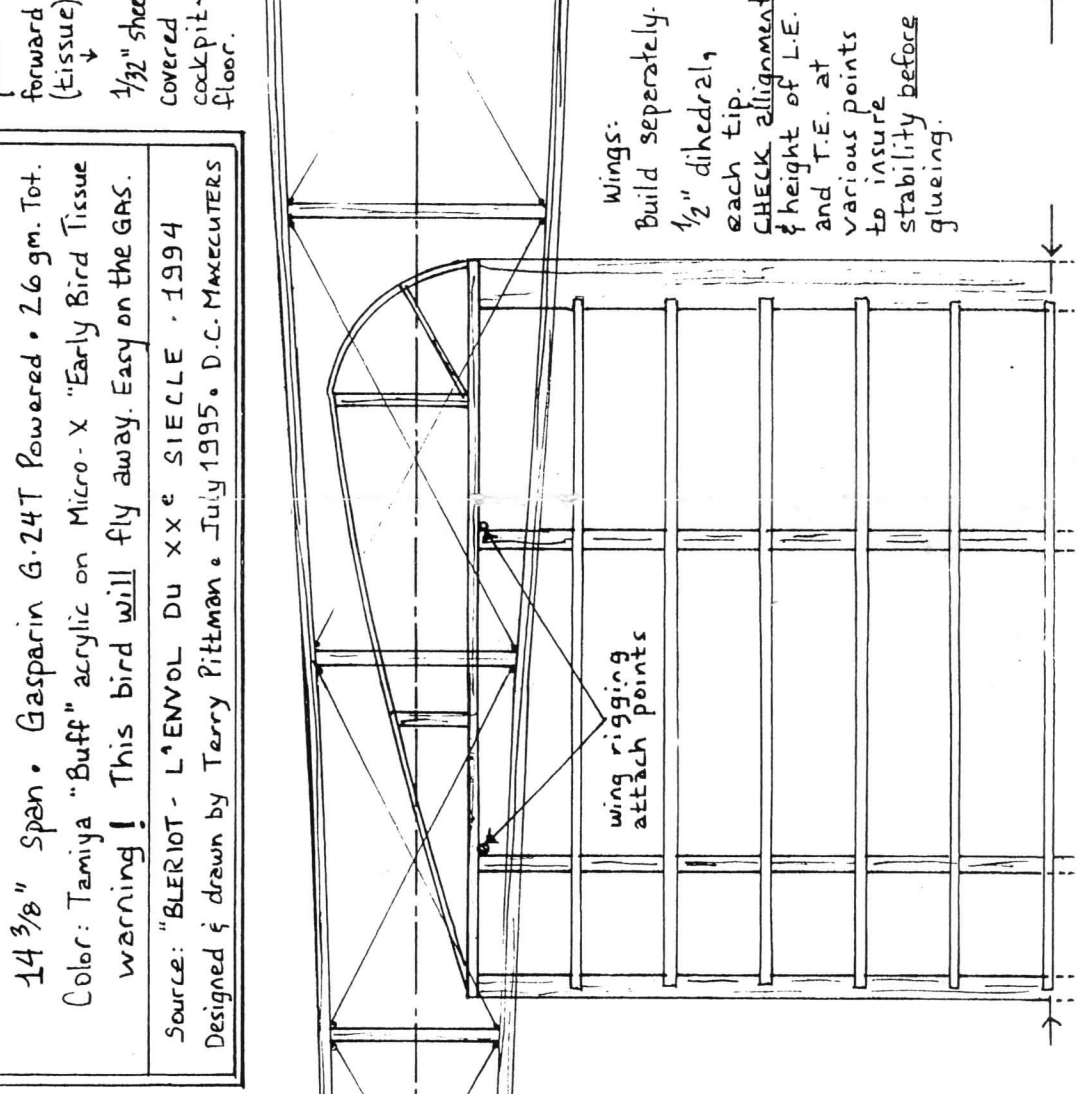 forward
(tissue)
↓
1/32" shee
covered
cockpit-
floor.
14 3/8" Span • Gasparin G-24T Powered • 26 gm. Tot.
Color: Tamiya "Buff" acrylic on Micro-X "Early Bird Tissue
warning! This bird will fly away. Easy on the GAS.
Source: "BLERIOT - L'ENVOL DU XXe SIECLE - 1994
Designed & drawn by Terry Pittman • July 1995 • D.C. MAXECUTERS
Wings:
Build seperately.
1/2" dihedral,
each tip.
CHECK allignment
& height of L.E.
and T.E. at
various points
to insure
stability before
glueing.
wing rigging
attach points